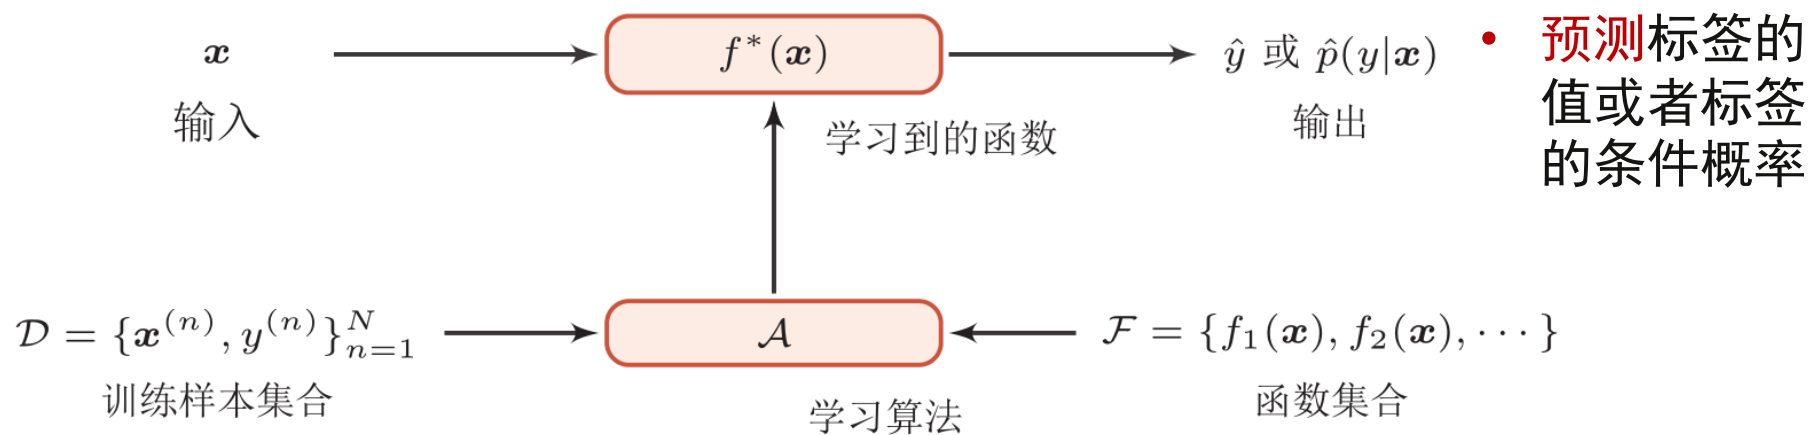 𝒙
f*(𝒙)
ŷ 或 p̂(y|𝒙)
• 预测标签的
值或者标签
的条件概率
输入
学习到的函数
输出
𝒟 = {𝒙^{(n)}, y^{(n)}}_{n=1}^{N}
𝒜
ℱ = {f₁(𝒙), f₂(𝒙), ⋯}
训练样本集合
学习算法
函数集合